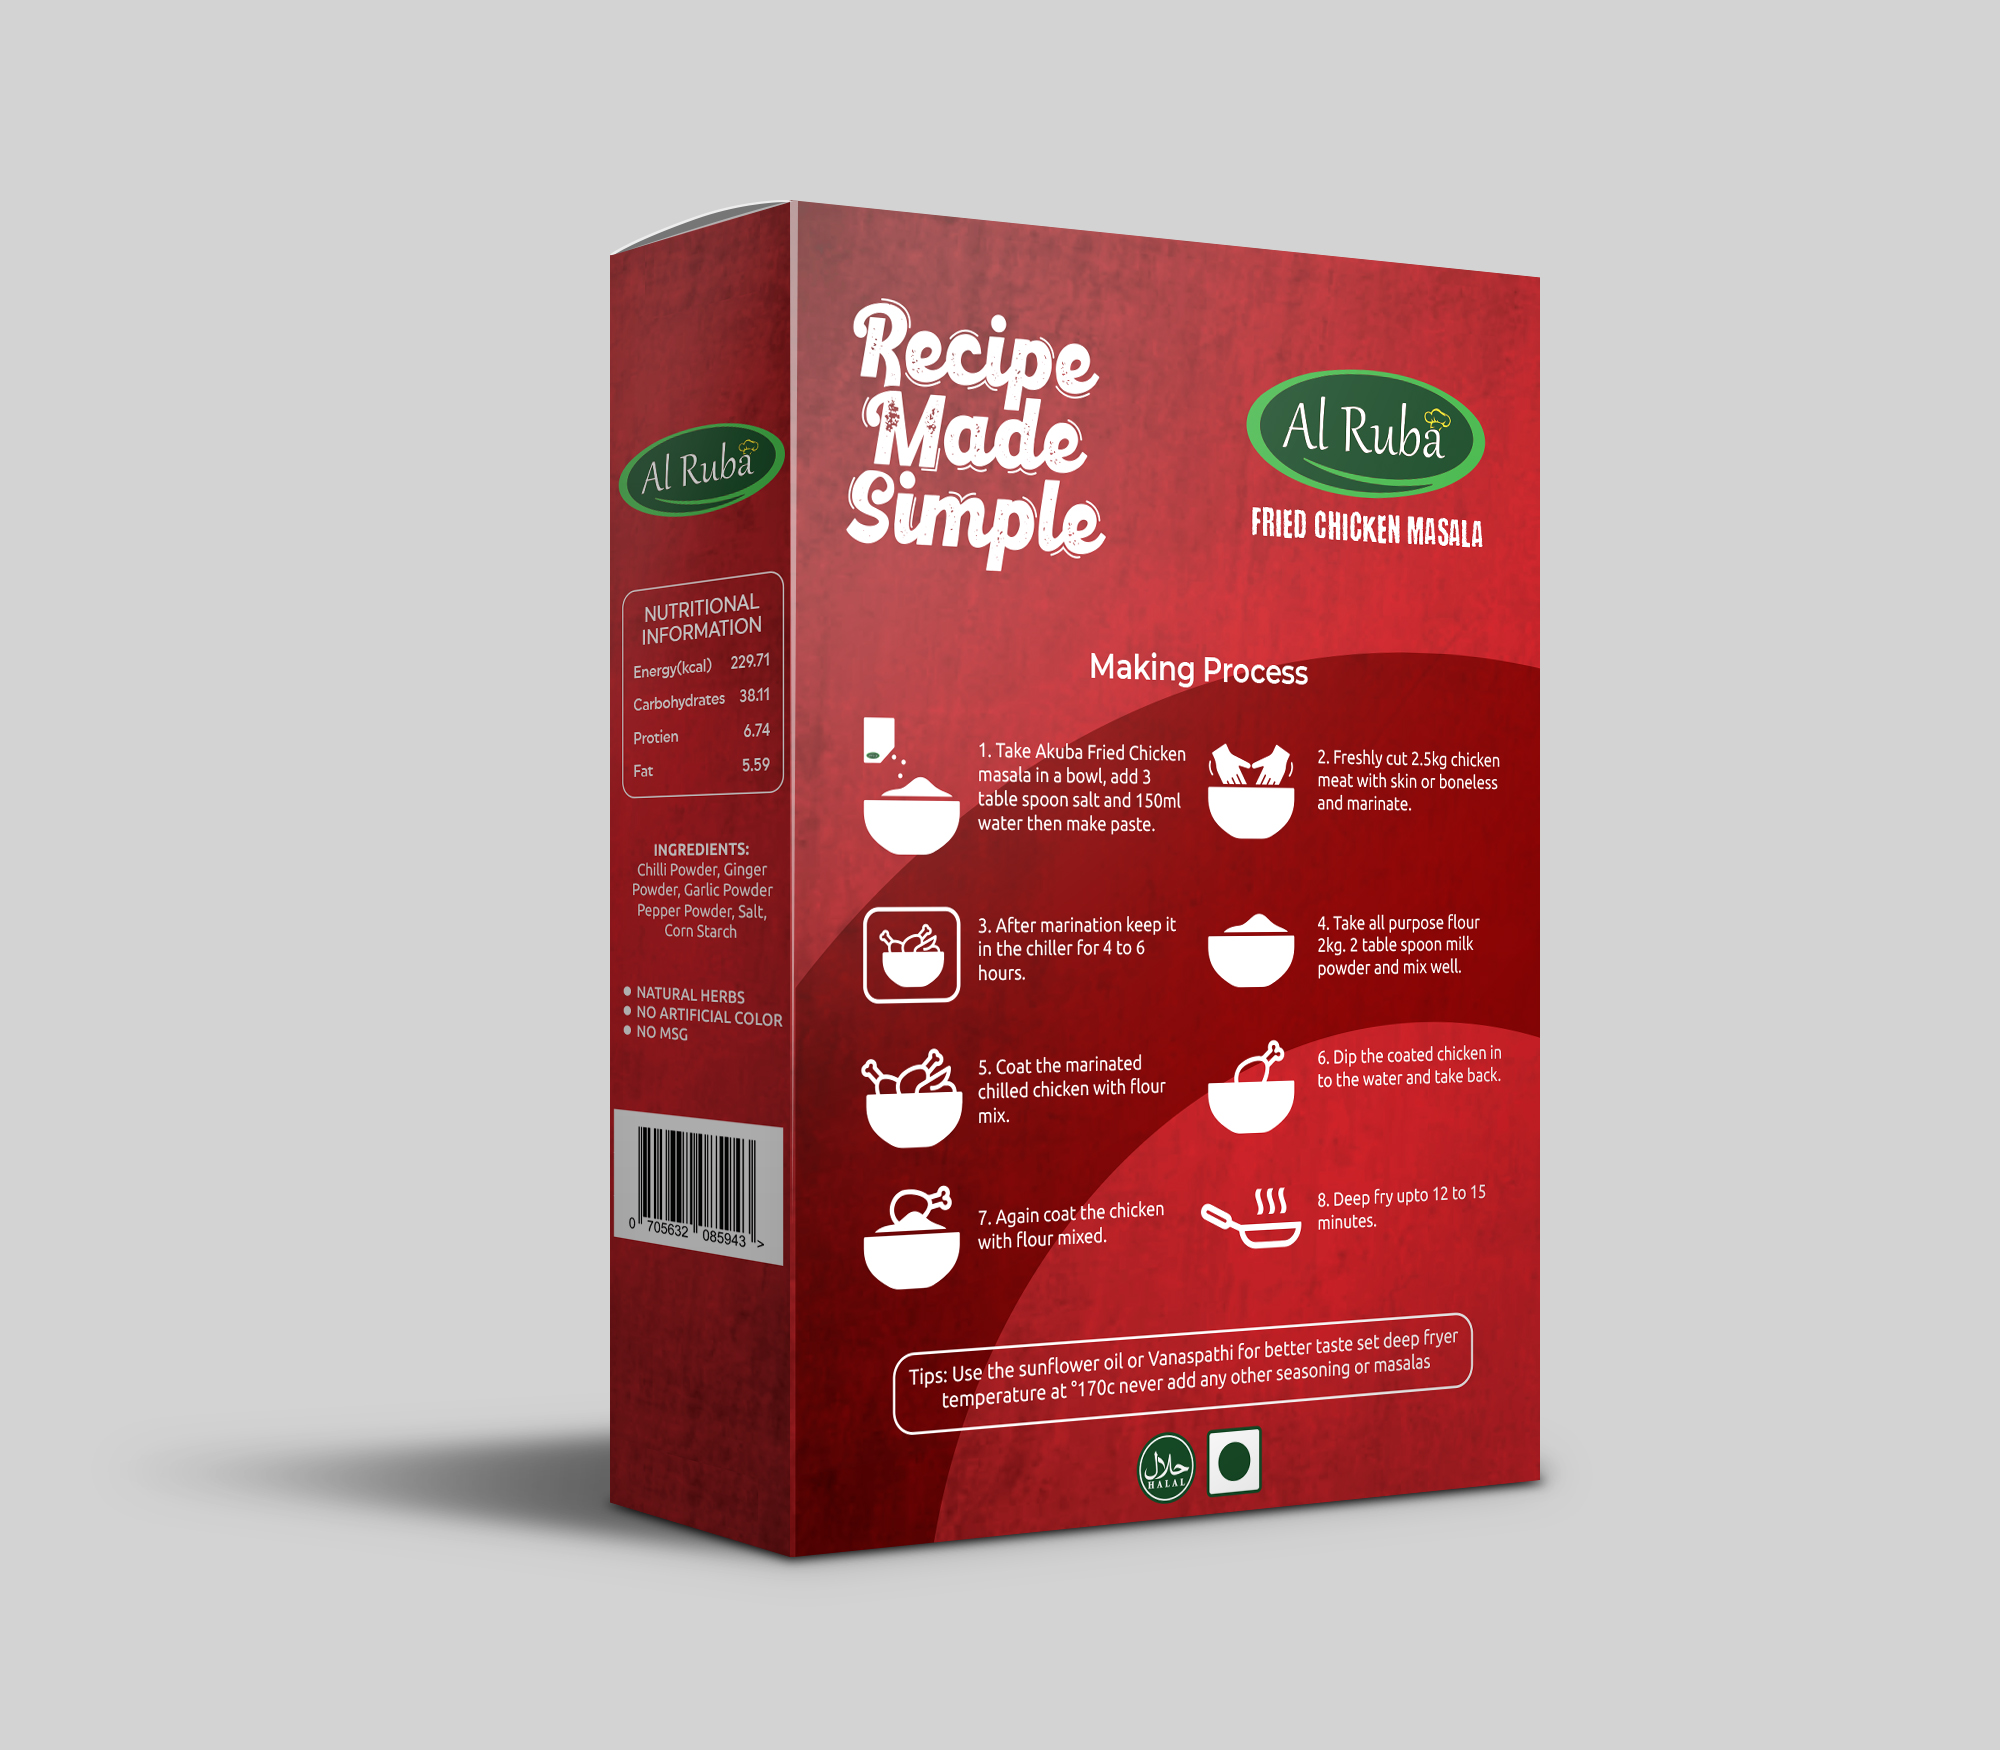 Al Ruba
NUTRITIONAL
INFORMATION
Energy(kcal) 229.71
Carbohydrates 38.11
Protien 6.74
Fat 5.59
INGREDIENTS:
Chilli Powder, Ginger
Powder, Garlic Powder
Pepper Powder, Salt,
Corn Starch
● NATURAL HERBS
● NO ARTIFICIAL COLOR
● NO MSG
0 705632 085943 >
Recipe
Made
Simple
Al Ruba
FRIED CHICKEN MASALA
Making Process
1. Take Akuba Fried Chicken
masala in a bowl, add 3
table spoon salt and 150ml
water then make paste.
2. Freshly cut 2.5kg chicken
meat with skin or boneless
and marinate.
3. After marination keep it
in the chiller for 4 to 6
hours.
4. Take all purpose flour
2kg. 2 table spoon milk
powder and mix well.
5. Coat the marinated
chilled chicken with flour
mix.
6. Dip the coated chicken in
to the water and take back.
7. Again coat the chicken
with flour mixed.
8. Deep fry upto 12 to 15
minutes.
Tips: Use the sunflower oil or Vanaspathi for better taste set deep fryer
temperature at °170c never add any other seasoning or masalas
حلال
HALAL